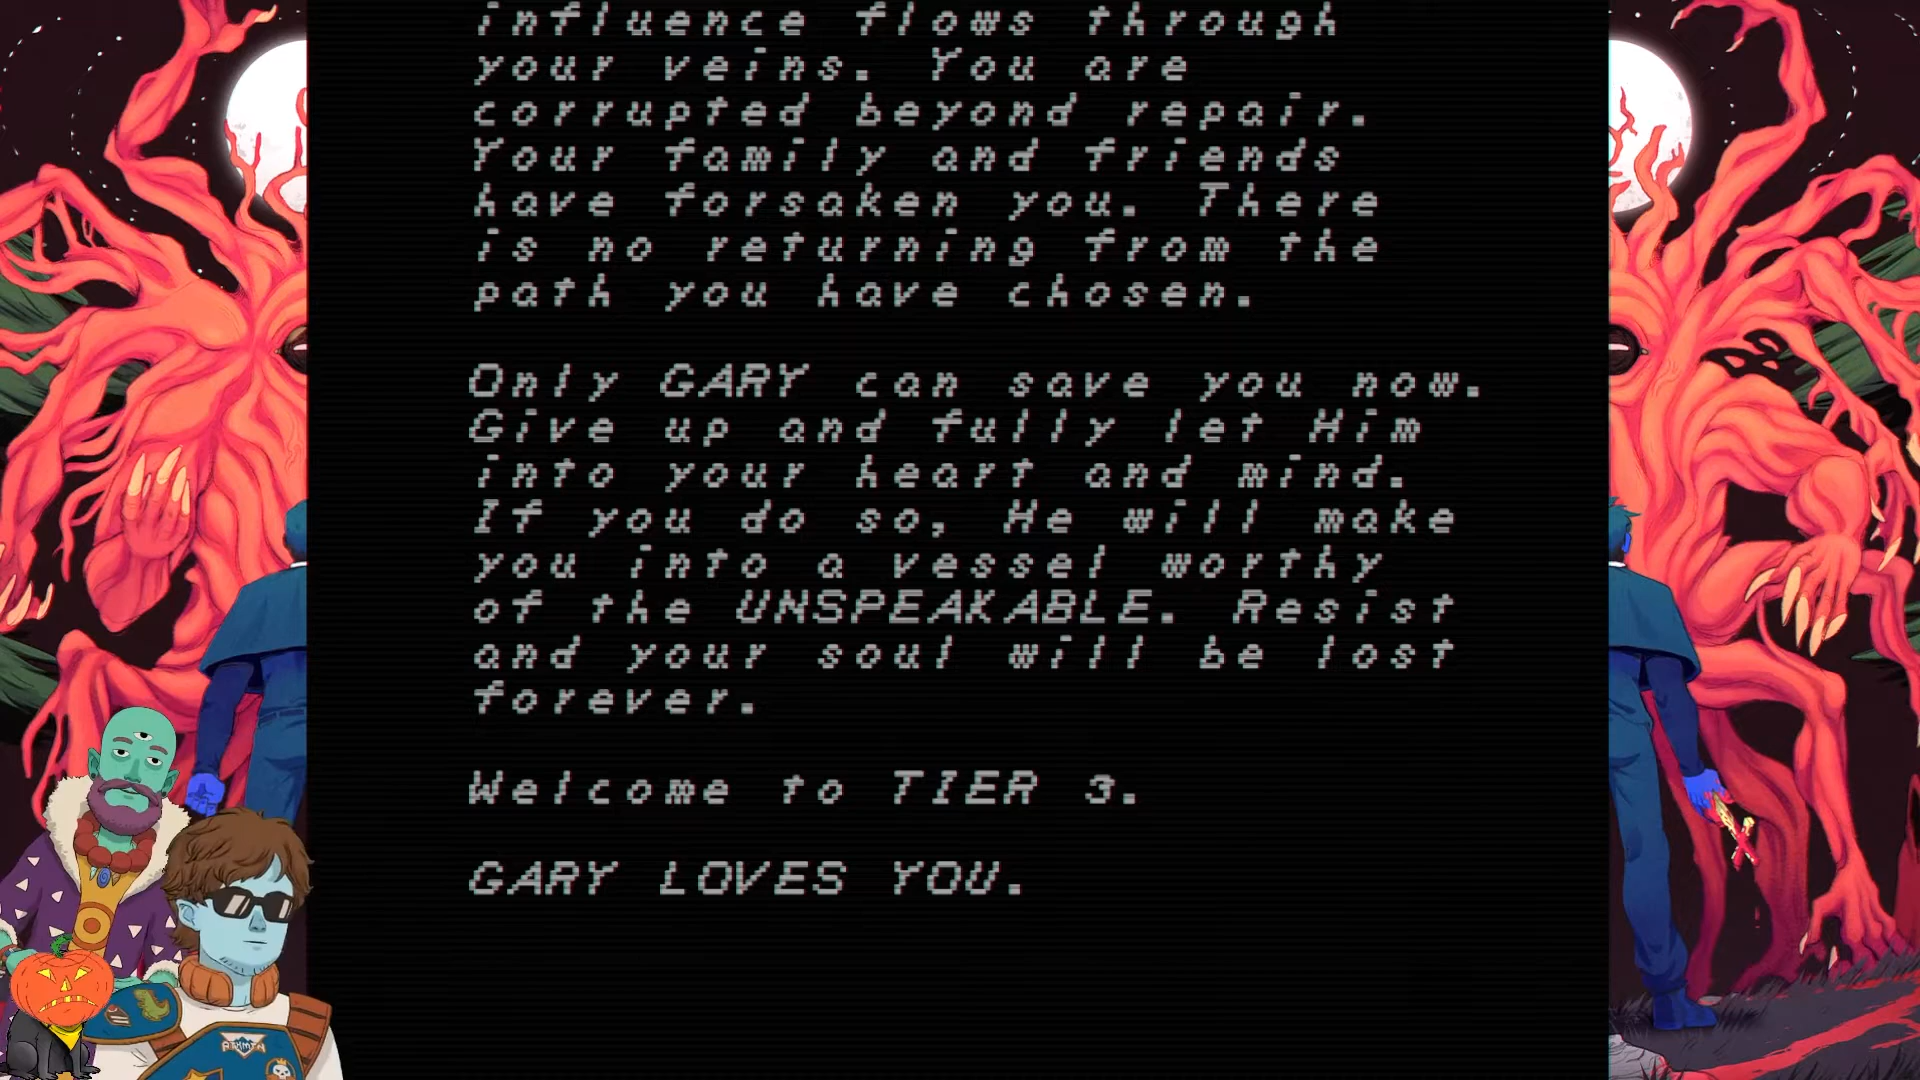 influence flows through
your veins. You are
corrupted beyond repair.
Your family and friends
have forsaken you. There
is no returning from the
path you have chosen.
Only GARY can save you now.
Give up and fully let Him
into your heart and mind.
If you do so, He will make
you into a vessel worthy
of the UNSPEAKABLE. Resist
and your soul will be lost
forever.
Welcome to TIER 3.
GARY LOVES YOU.